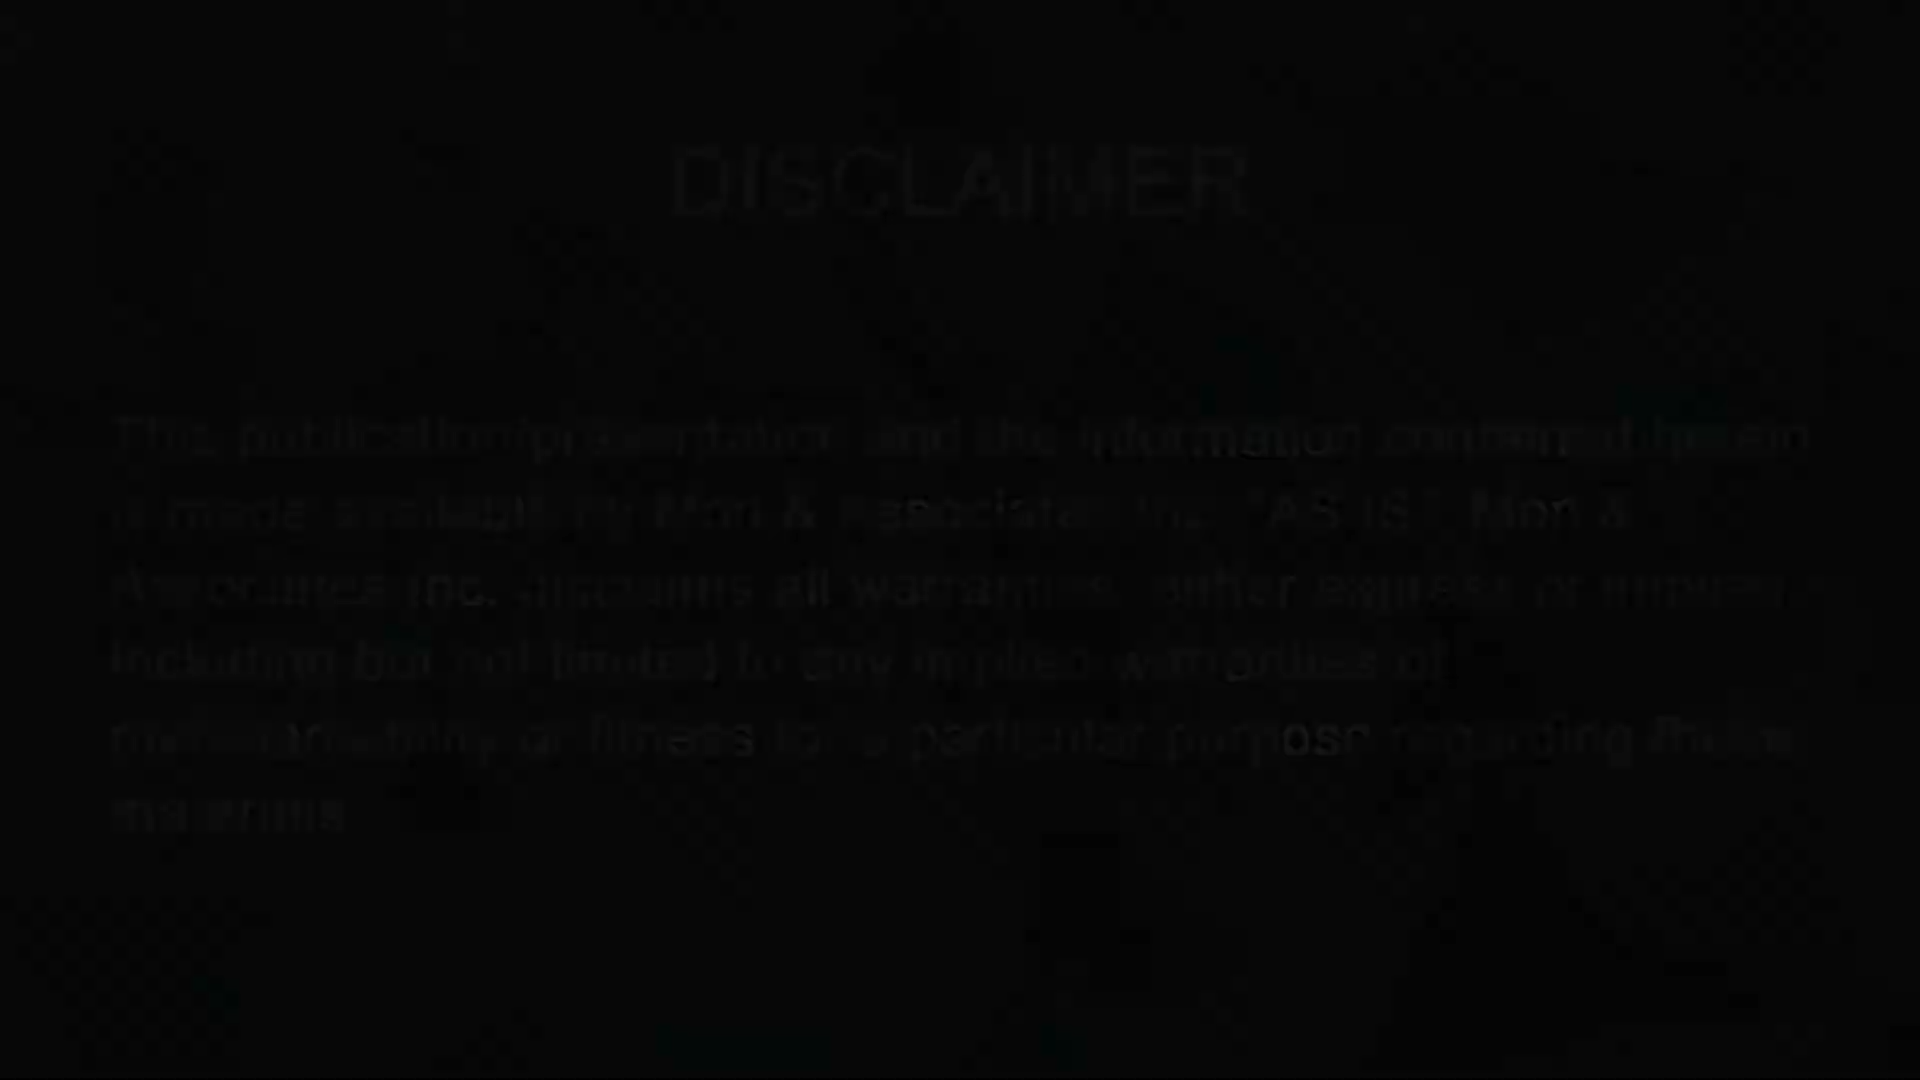 DISCLAIMER
This publication/presentation and the information contained herein
is made available by Mon & Associates Inc. "AS IS". Mon &
Associates Inc. disclaims all warranties, either express or implied,
including but not limited to any implied warranties of
merchantability or fitness for a particular purpose regarding these
materials.